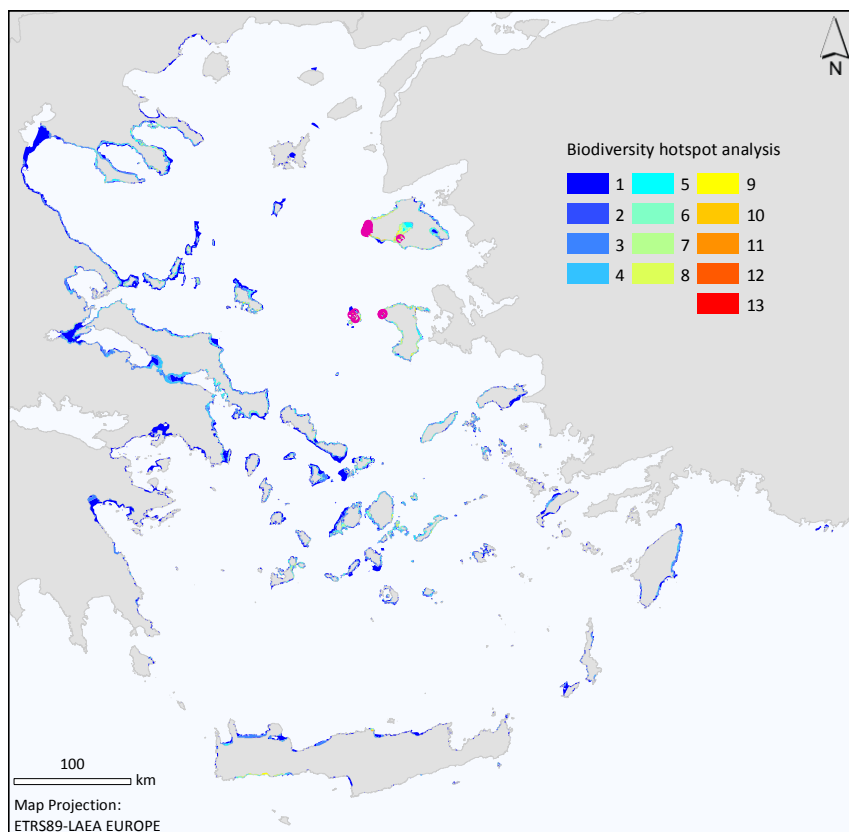 N
Biodiversity hotspot analysis
1 5 9
2 6 10
3 7 11
4 8 12
13
100
km
Map Projection:
ETRS89-LAEA EUROPE